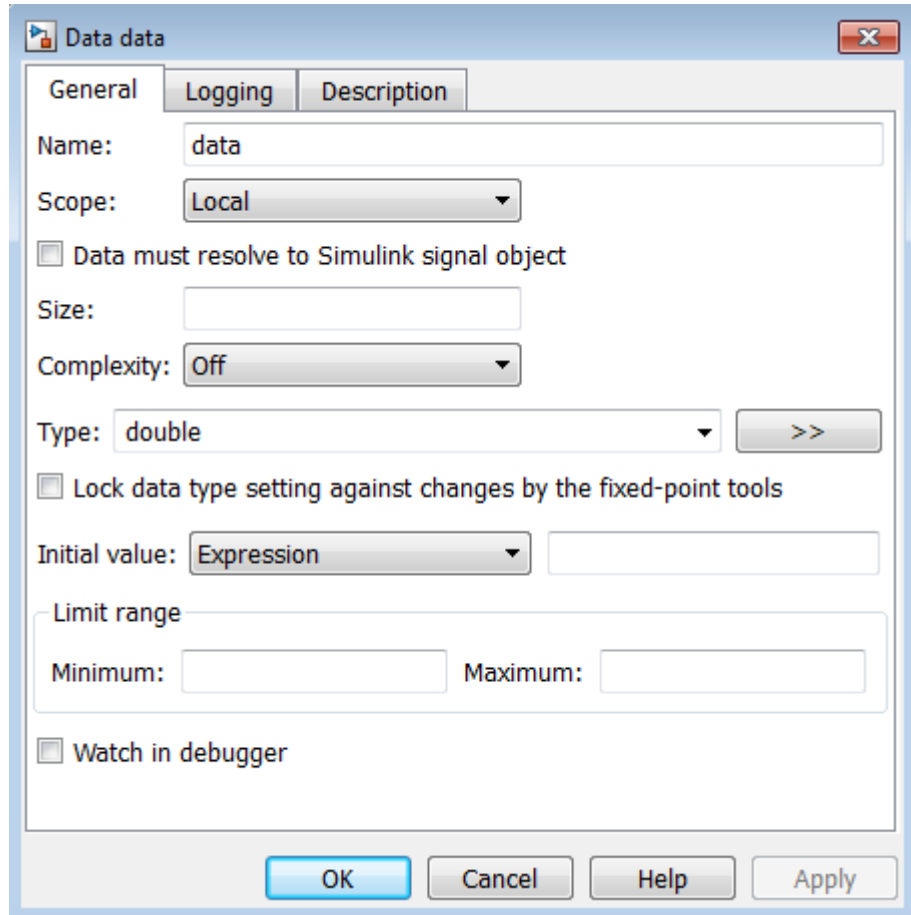 Data data
General Logging Description
Name: data
Scope: Local
Data must resolve to Simulink signal object
Size:
Complexity: Off
Type: double >>
Lock data type setting against changes by the fixed-point tools
Initial value: Expression
Limit range
Minimum: Maximum:
Watch in debugger
OK Cancel Help Apply